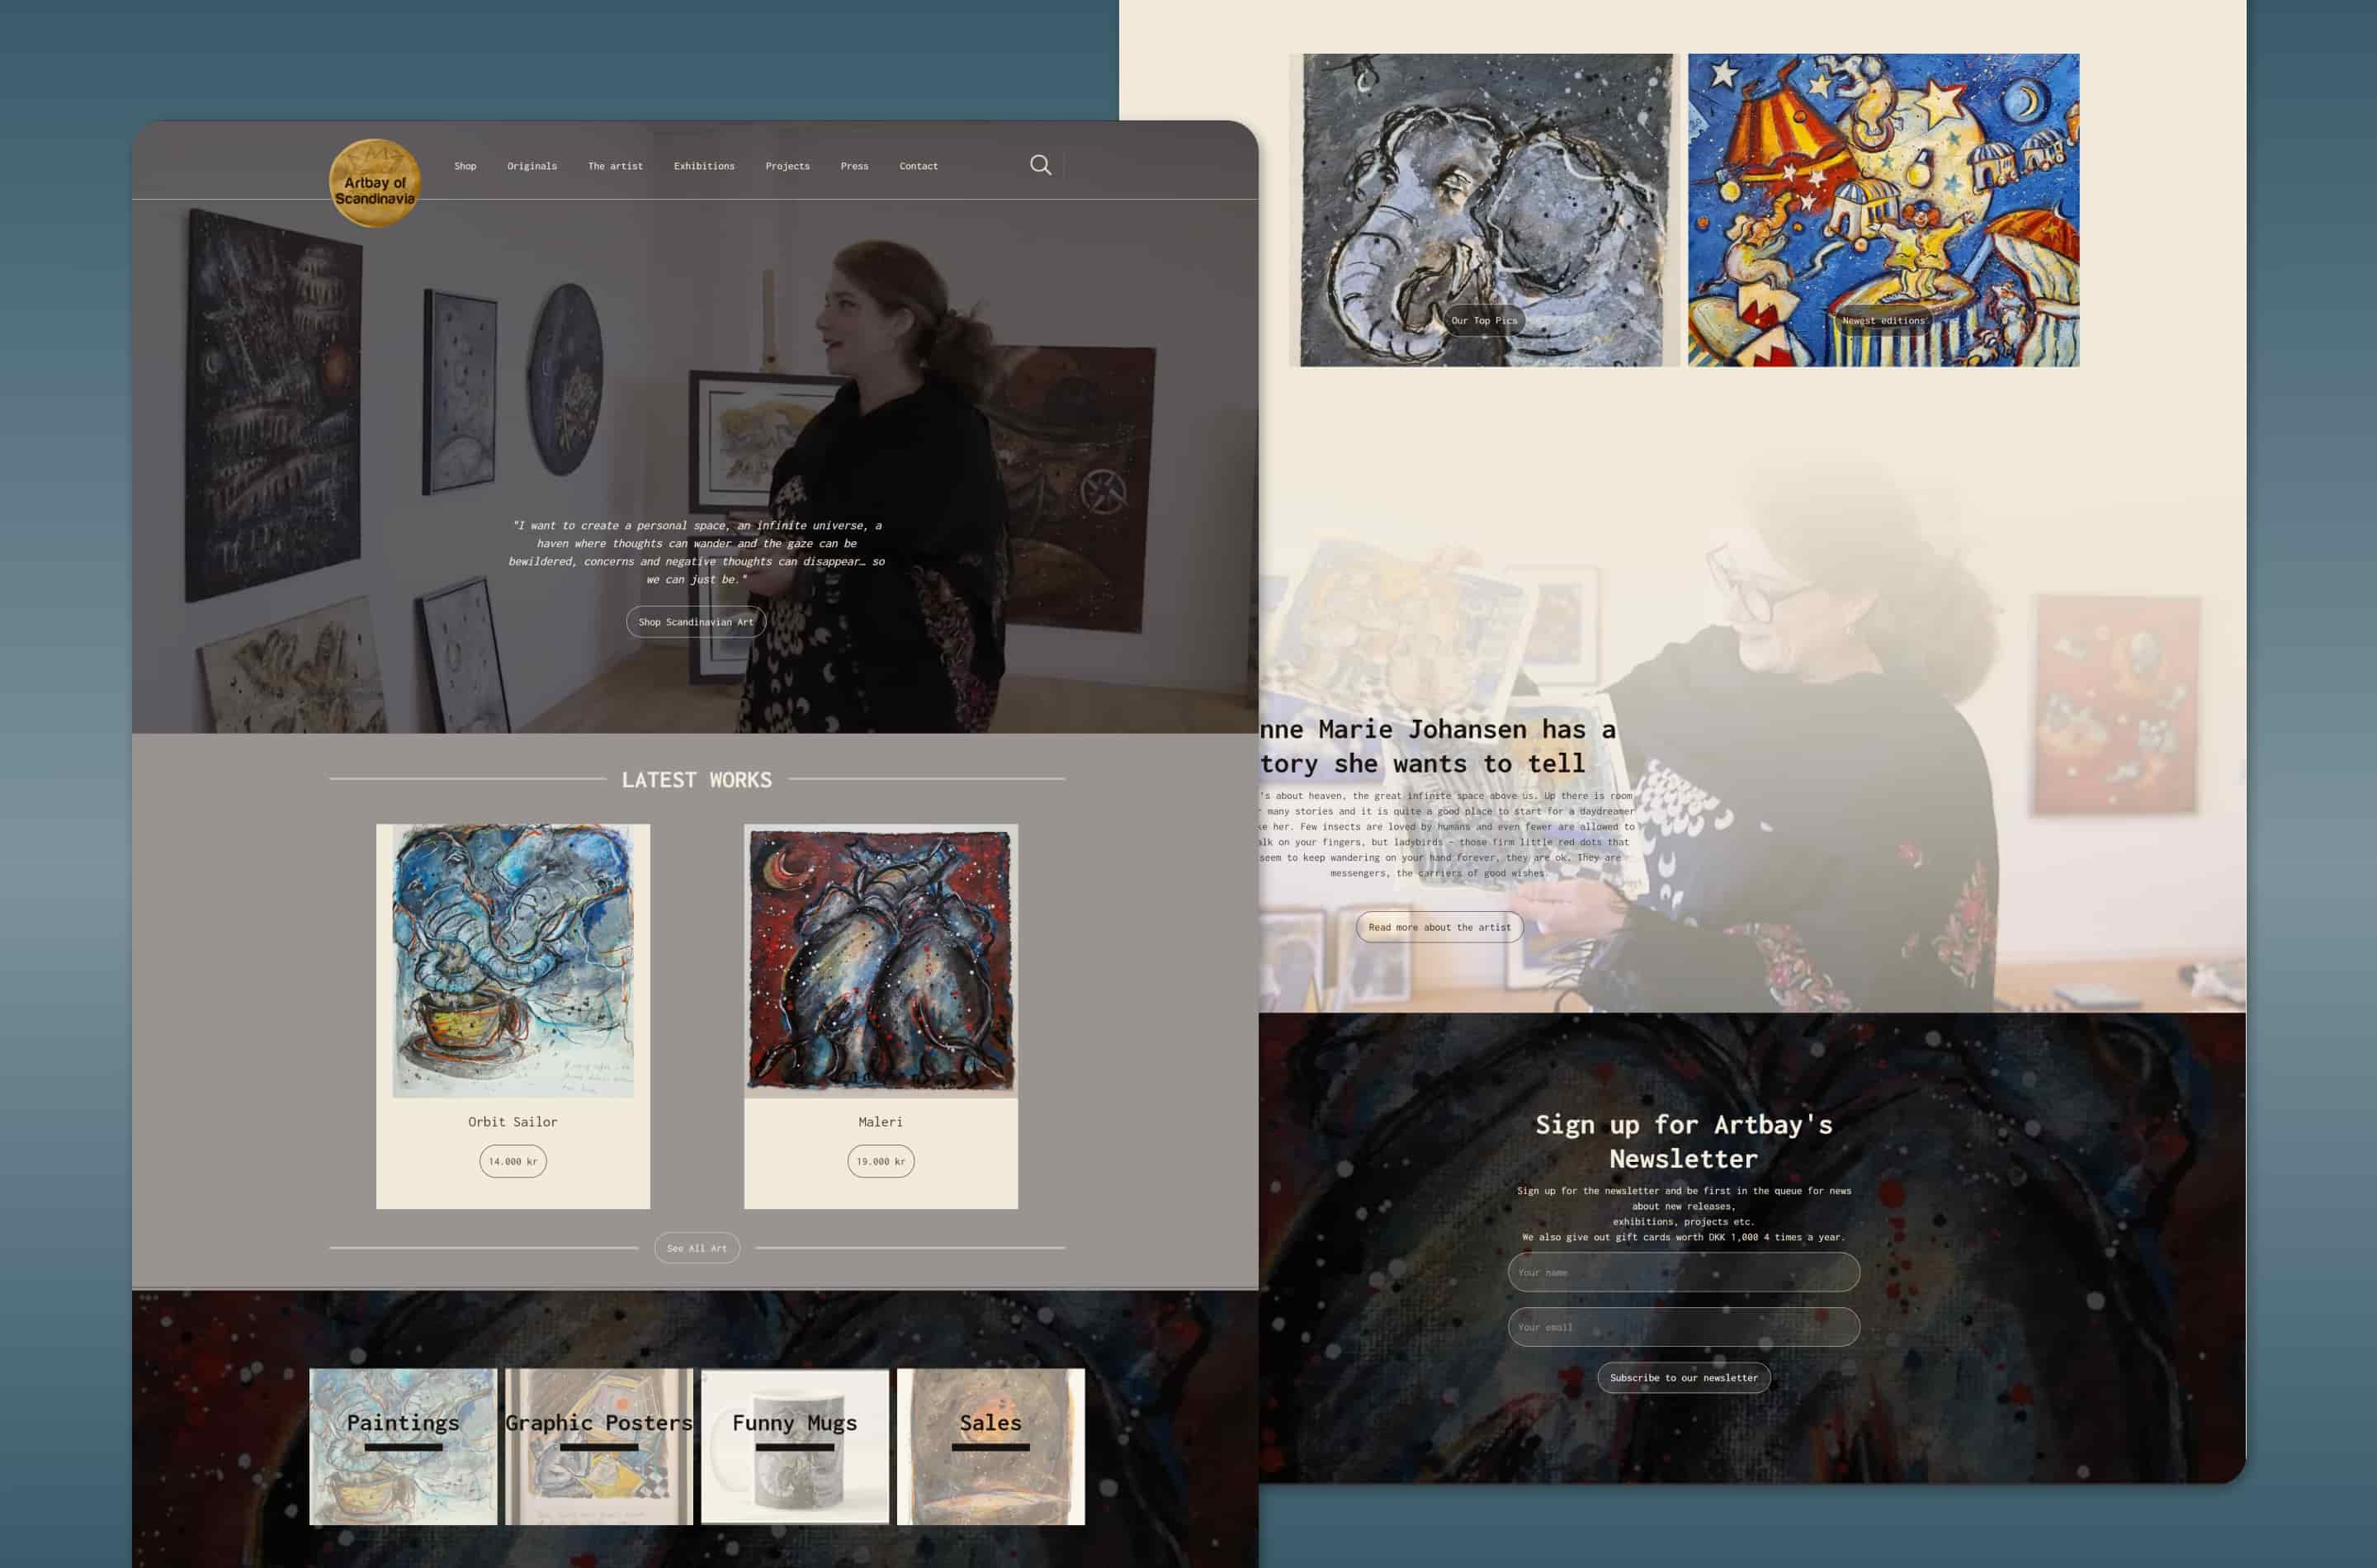 Artbay of
Scandinavia
Shop Originals The artist Exhibitions Projects Press Contact
"I want to create a personal space, an infinite universe, a
haven where thoughts can wander and the gaze can be
bewildered, concerns and negative thoughts can disappear… so
we can just be."
Shop Scandinavian Art
LATEST WORKS
Orbit Sailor
14.000 kr
Maleri
19.000 kr
See All Art
Paintings
Graphic Posters
Funny Mugs
Sales
Our Top Pics
Newest editions
nne Marie Johansen has a
tory she wants to tell
's about heaven, the great infinite space above us. Up there is room
many stories and it is quite a good place to start for a daydreamer
ke her. Few insects are loved by humans and even fewer are allowed to
alk on your fingers, but ladybirds – those firm little red dots that
seem to keep wandering on your hand forever, they are ok. They are
messengers, the carriers of good wishes.
Read more about the artist
Sign up for Artbay's
Newsletter
Sign up for the newsletter and be first in the queue for news
about new releases,
exhibitions, projects etc.
We also give out gift cards worth DKK 1,000 4 times a year.
Your name
Your email
Subscribe to our newsletter